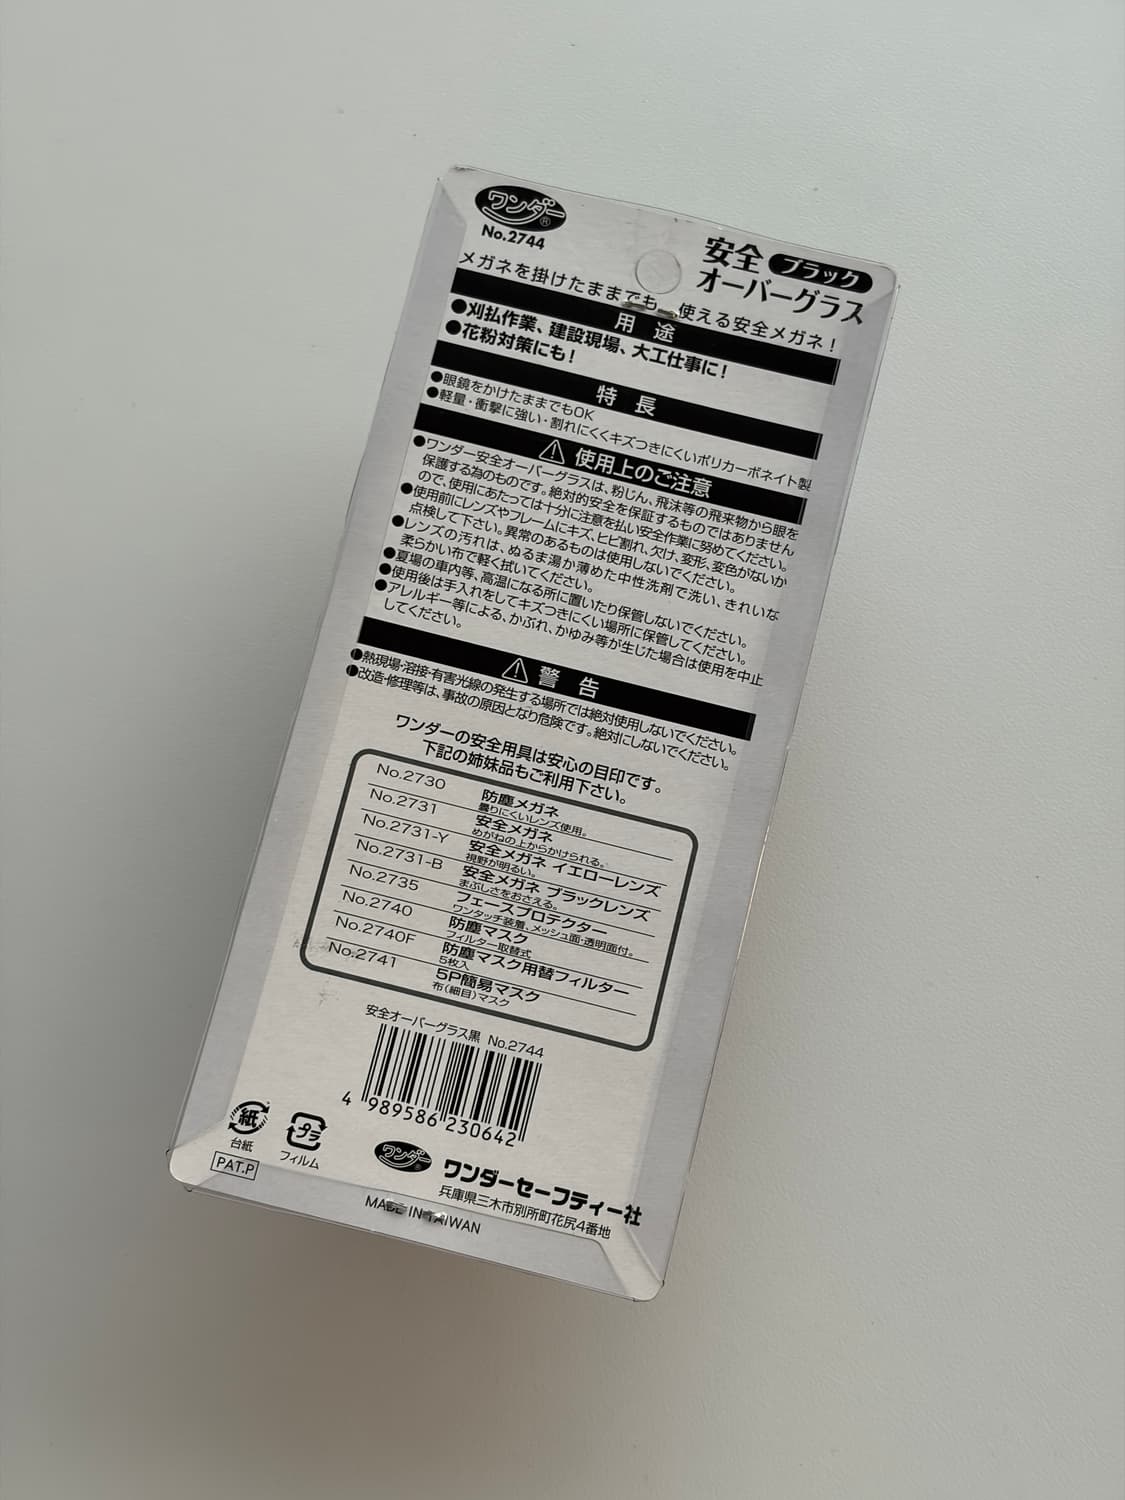 ワンダー®
No.2744
安全 ブラック
オーバーグラス
メガネを掛けたままでも、使える安全メガネ!
用途
●刈払作業、建設現場、大工仕事に!
●花粉対策にも!
特長
●眼鏡をかけたままでもOK
●軽量・衝撃に強い・割れにくくキズつきにくいポリカーボネイト製
⚠使用上のご注意
●ワンダー安全オーバーグラスは、粉じん、飛沫等の飛来物から眼を
保護する為のものです。絶対的安全を保証するものではありません
ので、使用にあたっては十分に注意を払い安全作業に努めてください。
●使用前にレンズやフレームにキズ、ヒビ割れ、欠け、変形、変色がないか
点検して下さい。異常のあるものは使用しないでください。
●レンズの汚れは、ぬるま湯か薄めた中性洗剤で洗い、きれいな
柔らかい布で軽く拭いてください。
●夏場の車内等、高温になる所に置いたり保管しないでください。
●使用後は手入れをしてキズつきにくい場所に保管してください。
●アレルギー等による、かぶれ、かゆみ等が生じた場合は使用を中止
してください。
⚠警告
●熱現場・溶接・有害光線の発生する場所では絶対使用しないでください。
●改造・修理等は、事故の原因となり危険です。絶対にしないでください。
ワンダーの安全用具は安心の目印です。
下記の姉妹品もご利用下さい。
No.2730 防塵メガネ
曇りにくいレンズ使用。
No.2731 安全メガネ
めがねの上からかけられる。
No.2731-Y 安全メガネ イエローレンズ
視野が明るい。
No.2731-B 安全メガネ ブラックレンズ
まぶしさをおさえる。
No.2735 フェースプロテクター
ワンタッチ装着、メッシュ面・透明面付。
No.2740 防塵マスク
フィルター取替式
No.2740F 防塵マスク用替フィルター
5枚入
No.2741 5P簡易マスク
布(細目)マスク
安全オーバーグラス黒 No.2744
4 989586 230642
紙
台紙
プラ
フィルム
PAT.P
ワンダー
ワンダーセーフティー社
兵庫県三木市別所町花尻4番地
MADE IN TAIWAN